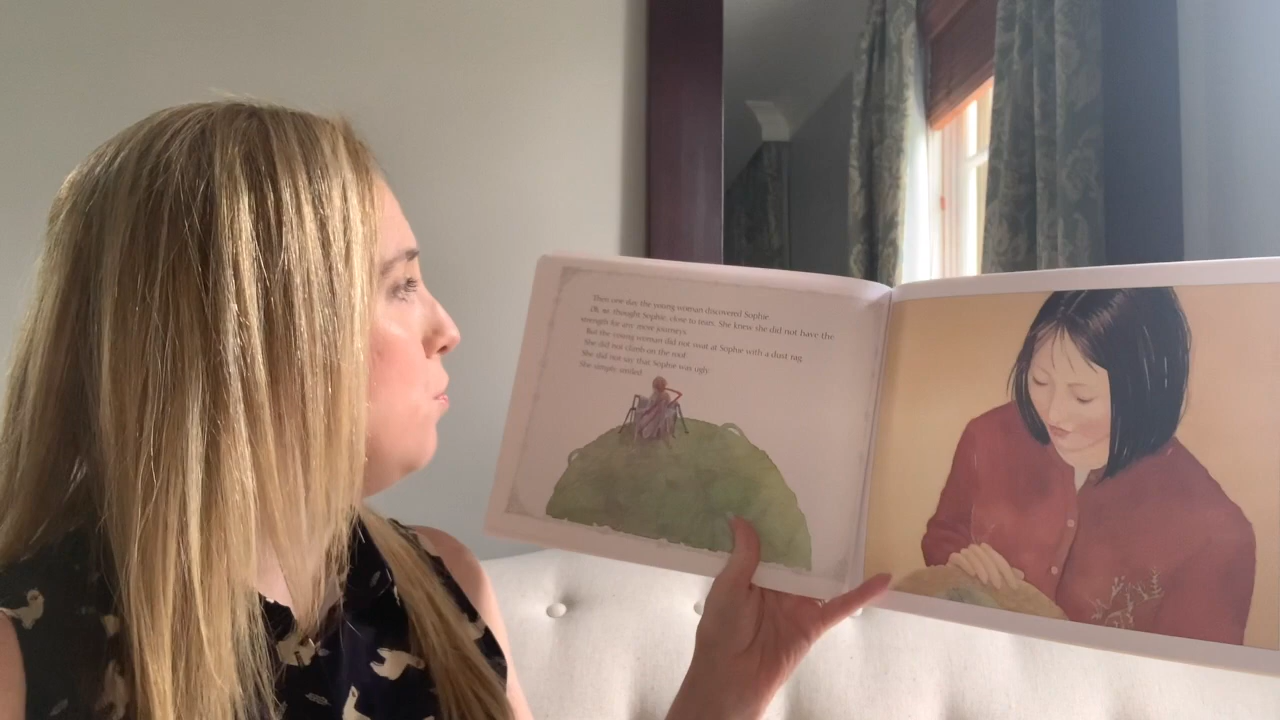 Then one day the young woman discovered Sophie.
Oh no, thought Sophie, close to tears. She knew she did not have the
strength for any more journeys.
But the young woman did not swat at Sophie with a dust rag.
She did not climb on the roof.
She did not say that Sophie was ugly.
She simply smiled.